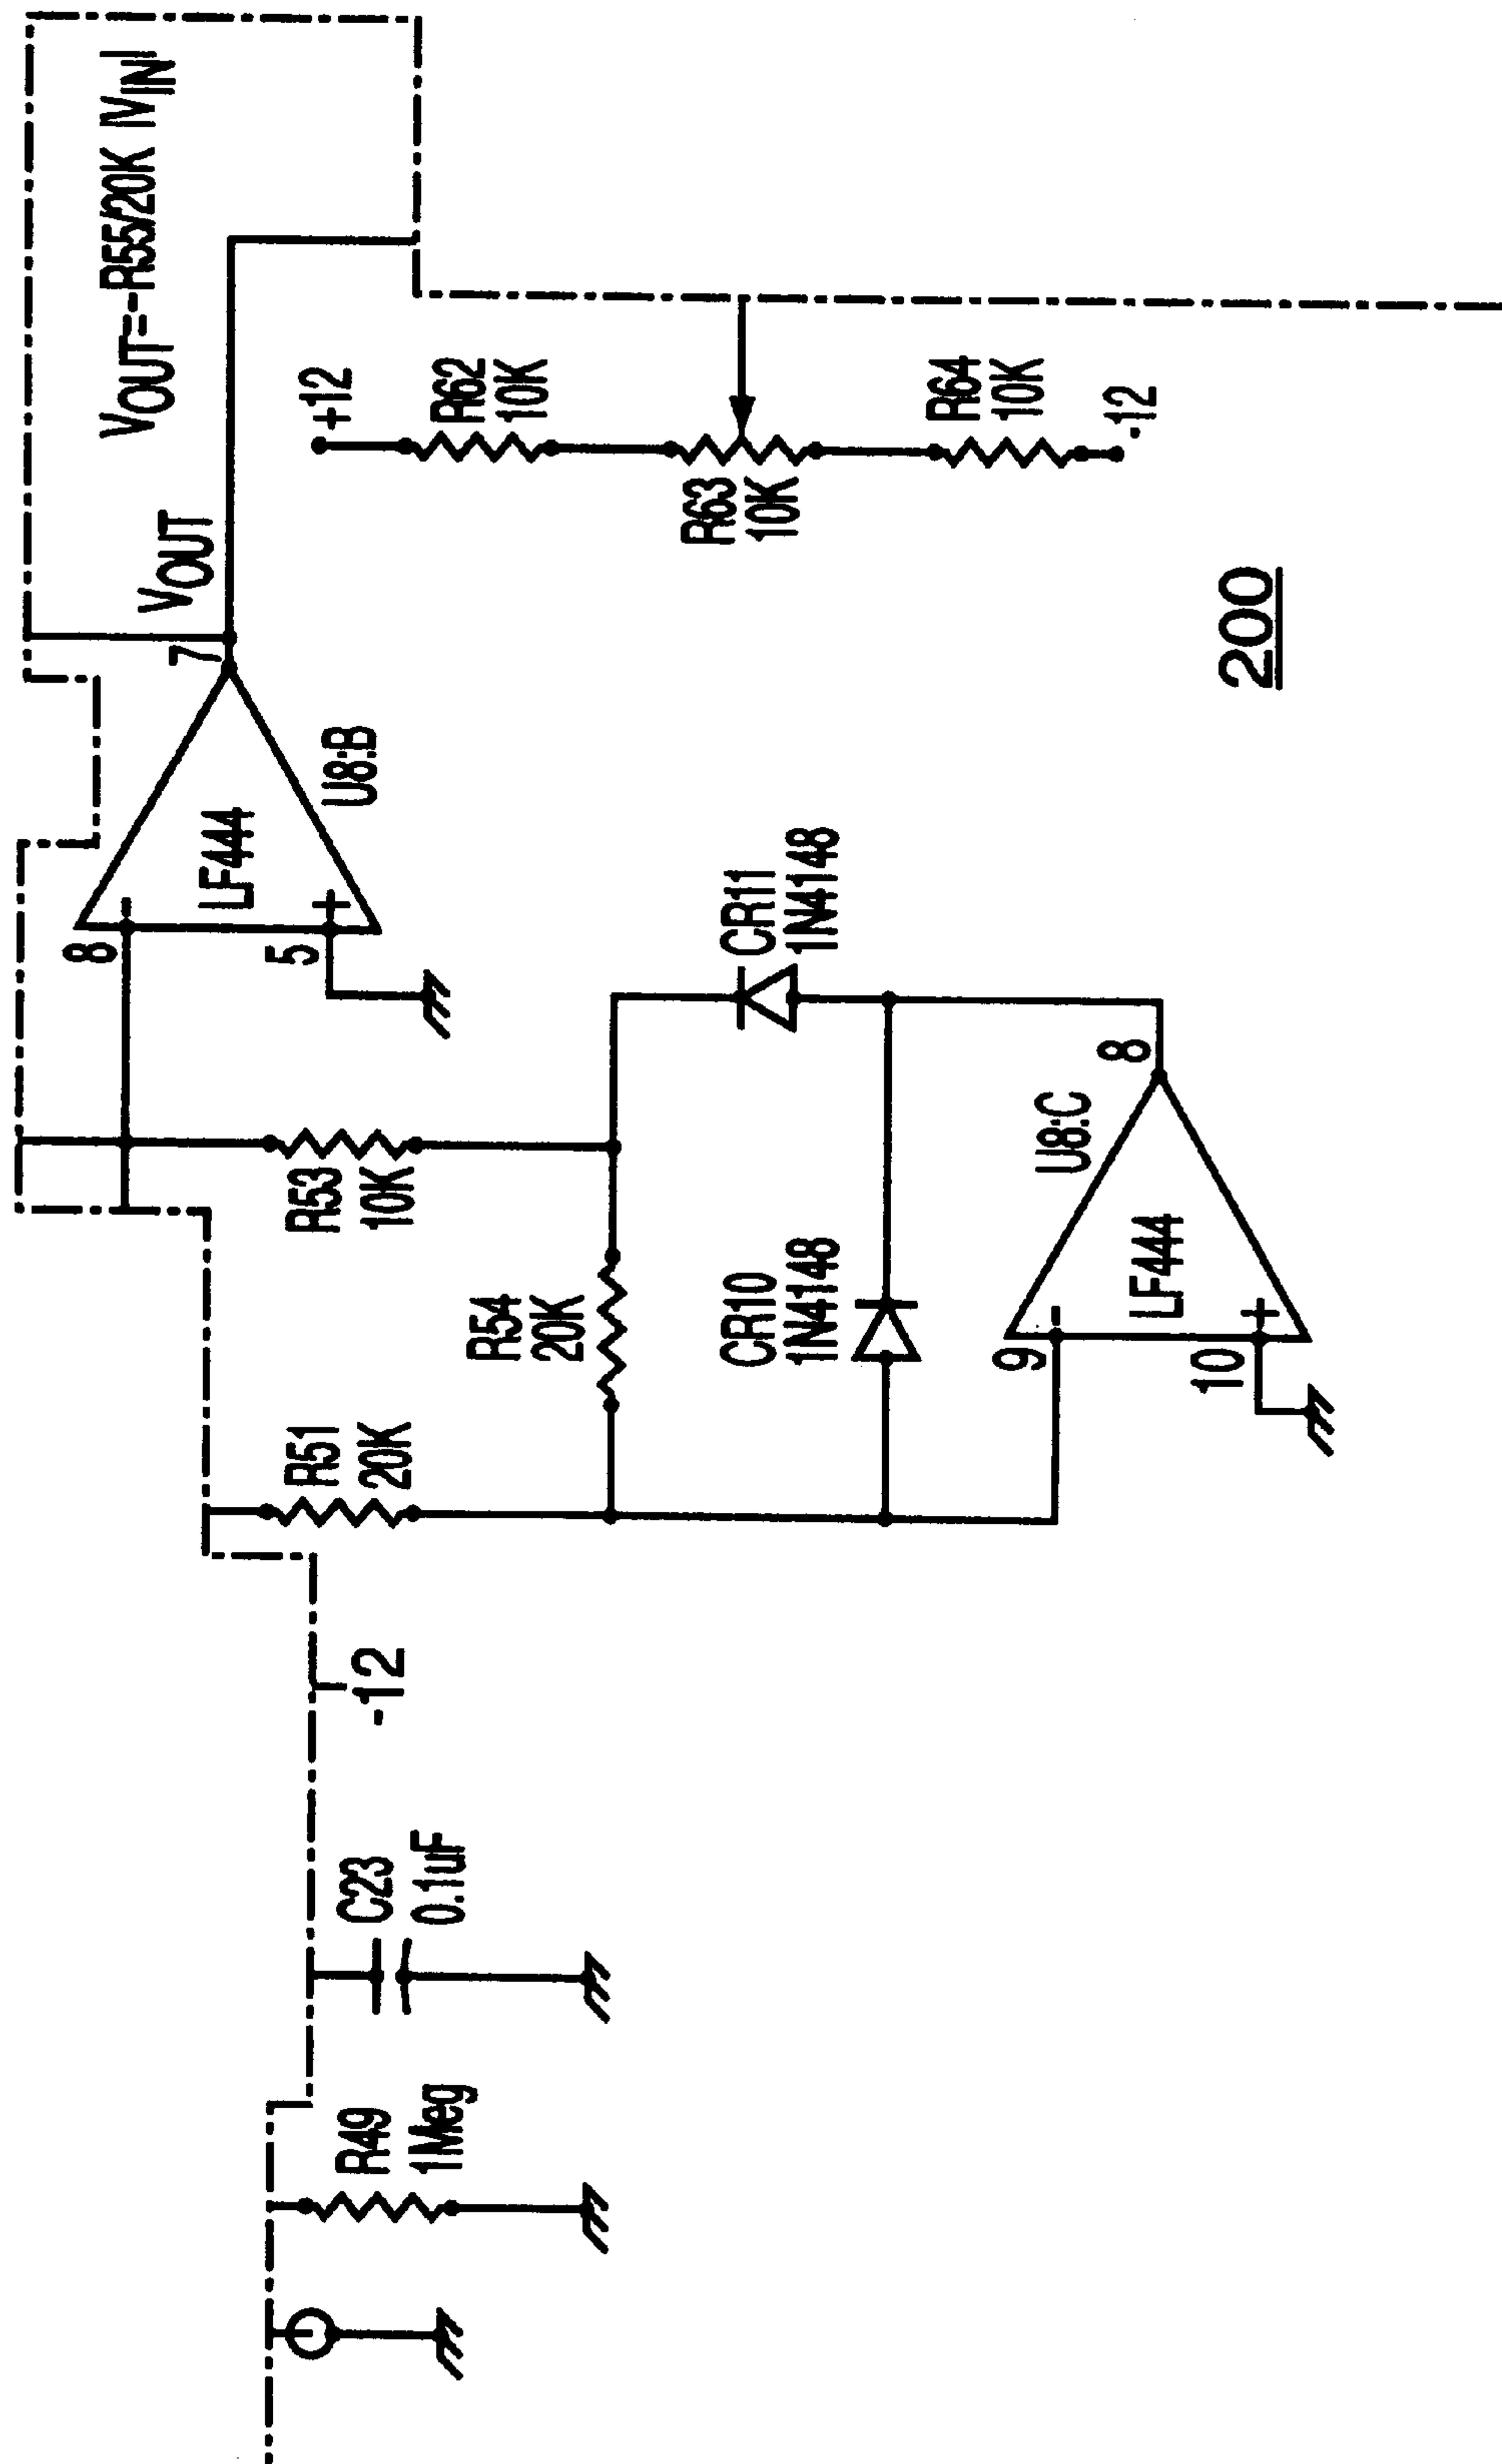 VOUT=-R55/20K |VIN|
VOUT
7
8
LF444
5
U8:B
+12
R62
10K
R63
10K
R64
10K
-12
R53
10K
R54
20K
R51
20K
CR11
1N4148
CR10
1N4148
8
U8:C
9
LF444
10
-12
C23
0.1uF
R49
1Meg
200